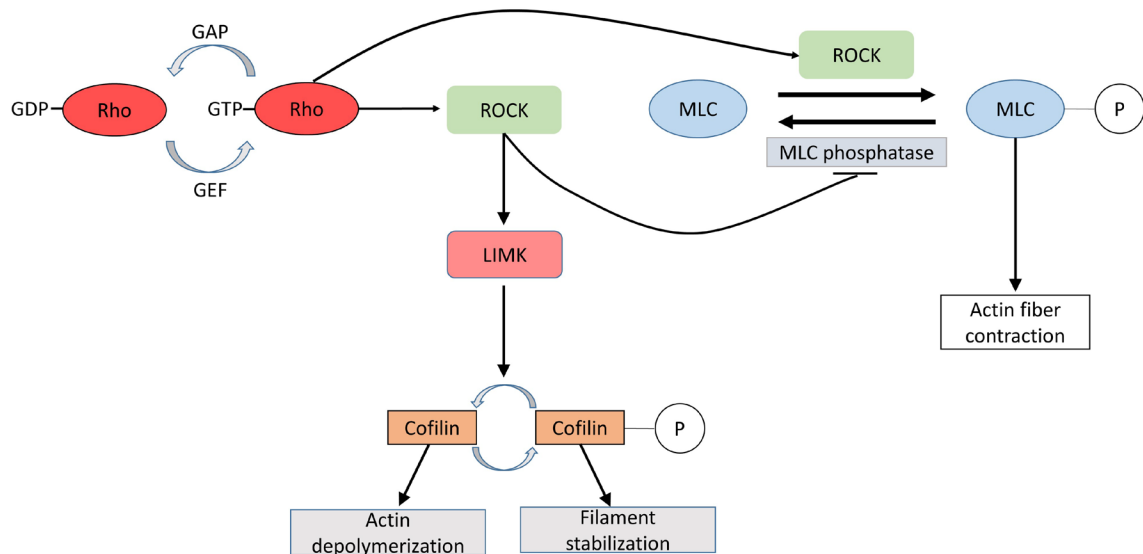 GAP
ROCK
GDP
Rho
GTP
Rho
ROCK
MLC
MLC
P
MLC phosphatase
GEF
LIMK
Actin fiber
contraction
Cofilin
Cofilin
P
Actin
depolymerization
Filament
stabilization